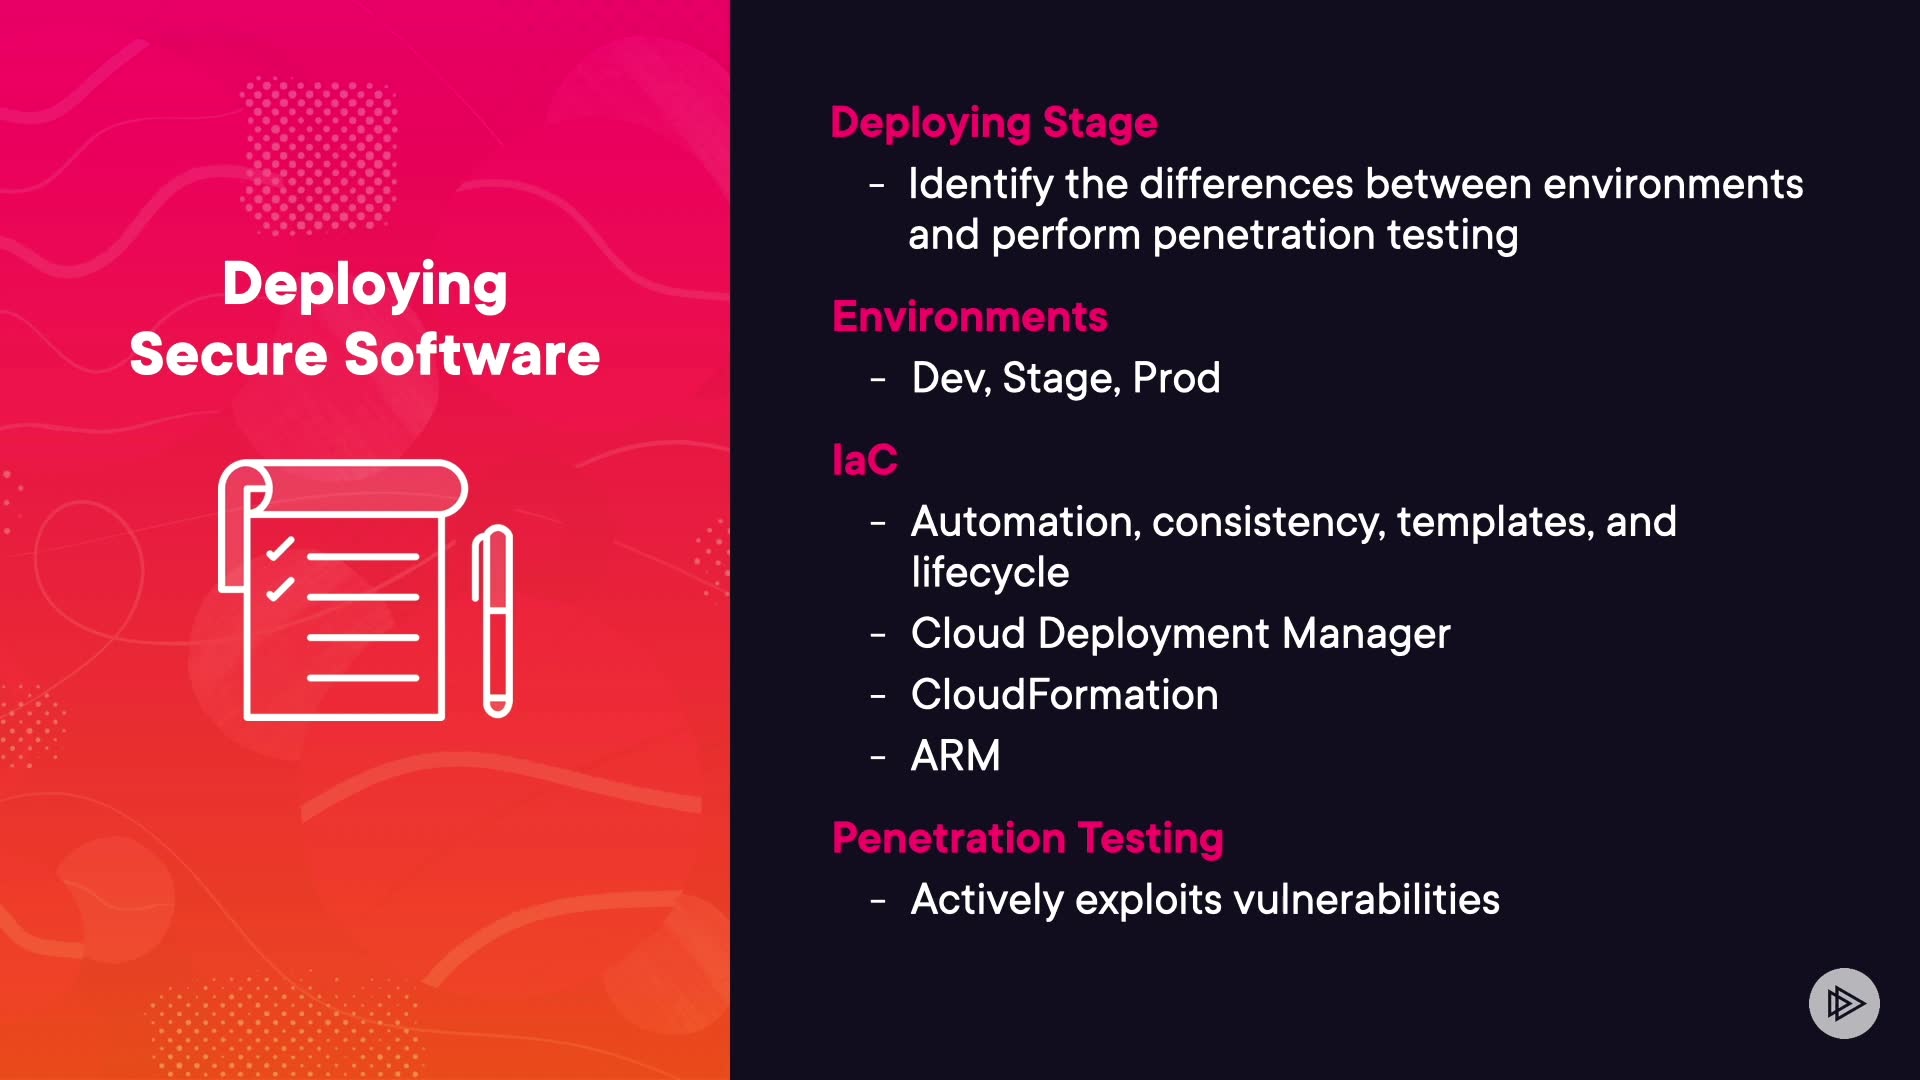 Deploying
Secure Software
Deploying Stage
- Identify the differences between environments
and perform penetration testing
Environments
- Dev, Stage, Prod
IaC
- Automation, consistency, templates, and
lifecycle
- Cloud Deployment Manager
- CloudFormation
- ARM
Penetration Testing
- Actively exploits vulnerabilities